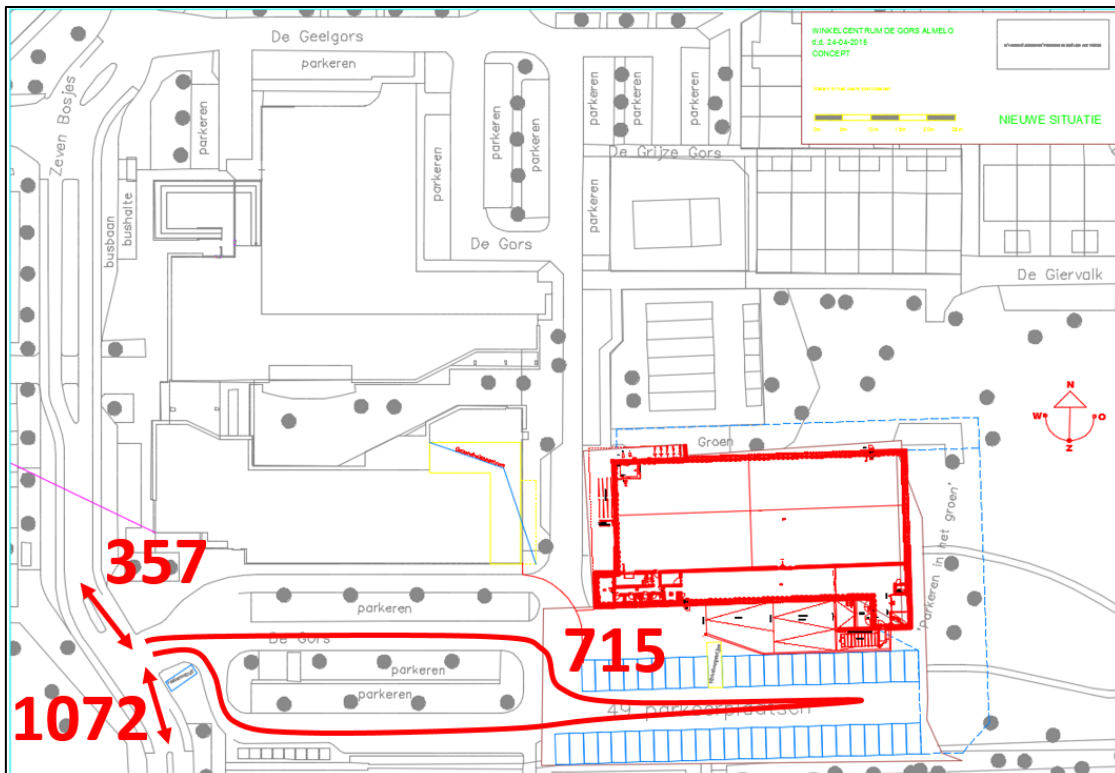 De Geelgors
parkeren
WINKELCENTRUM DE GORS ALMELO
d.d. 24-04-2015
CONCEPT
NIEUWE SITUATIE
Zeven Bosjes
parkeren
parkeren
parkeren
parkeren
parkeren
parkeren
parkeren
De Grijze Gors
parkeren
parkeren
busbaan
bushalte
De Gors
De Giervalk
N
W
O
Z
Groen
'Parkeren in het groen'
357
parkeren
De Gors
715
parkeren
parkeren
1072
49 parkeerplaatsen